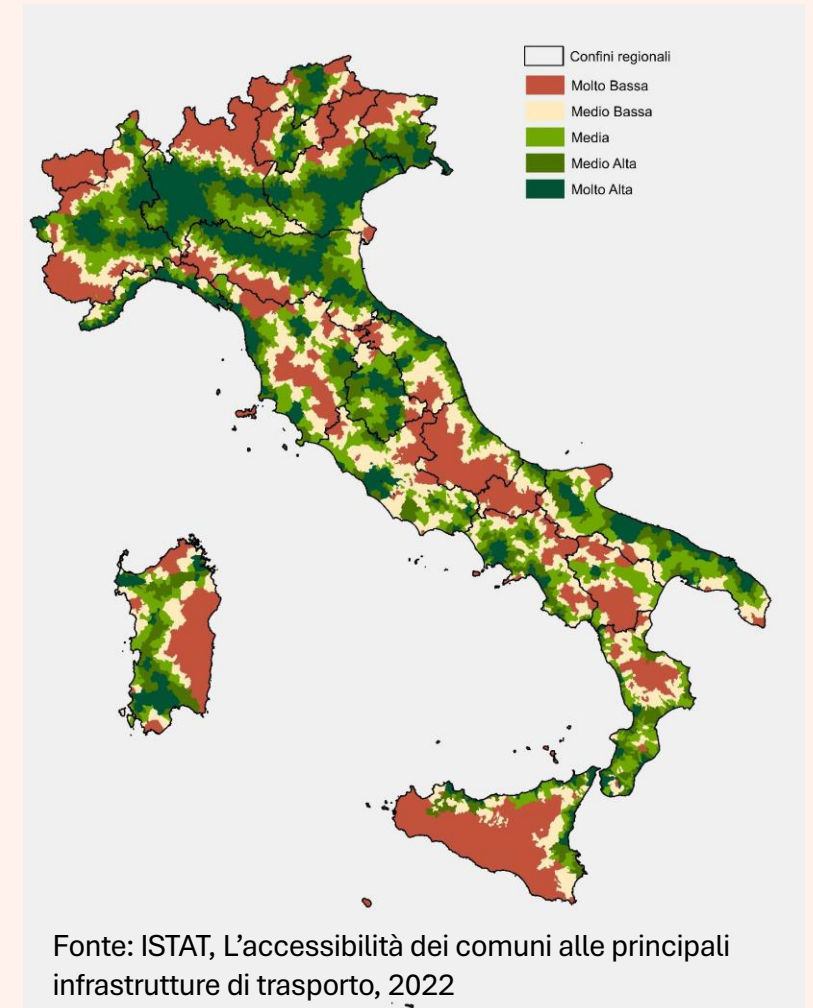 Confini regionali
Molto Bassa
Medio Bassa
Media
Medio Alta
Molto Alta
Fonte: ISTAT, L’accessibilità dei comuni alle principali
infrastrutture di trasporto, 2022